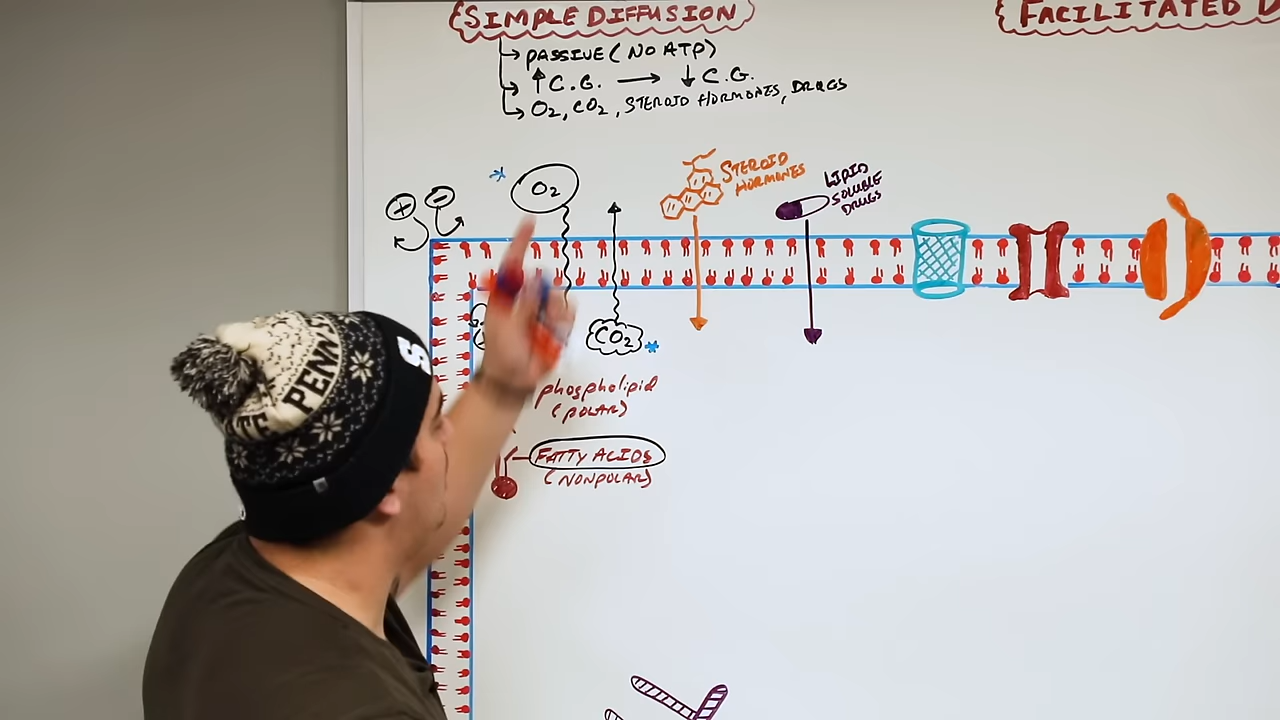 SIMPLE DIFFUSION
FACILITATED D
→ PASSIVE (NO ATP)
→ ↑ C.G. → ↓ C.G.
→ O2, CO2, STEROID HORMONES, DRUGS
+ -
* O2
STEROID
HORMONES
LIPID
SOLUBLE
DRUGS
CO2 *
phospholipid
(POLAR)
FATTY ACIDS
(NONPOLAR)
PENN S
S